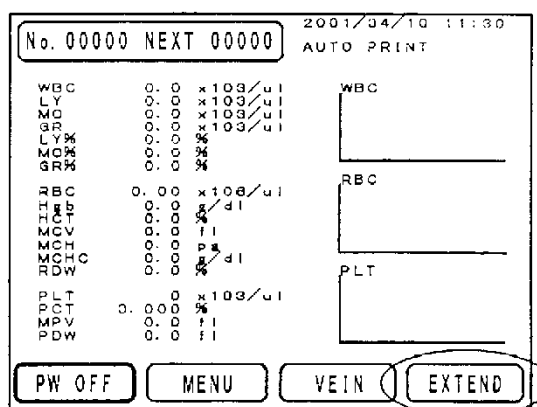 No. 00000 NEXT 00000
2001/04/10 11:30
AUTO PRINT
WBC 0.0 x103/ul
LY 0.0 x103/ul
MO 0.0 x103/ul
GR 0.0 x103/ul
LY% 0.0 %
MO% 0.0 %
GR% 0.0 %
RBC 0.00 x106/ul
Hgb 0.0 g/dl
HCT 0.0 %
MCV 0.0 fl
MCH 0.0 pg
MCHC 0.0 g/dl
RDW 0.0 %
PLT 0 x103/ul
PCT 0.000 %
MPV 0.0 fl
PDW 0.0 fl
WBC
RBC
PLT
PW OFF MENU VEIN EXTEND